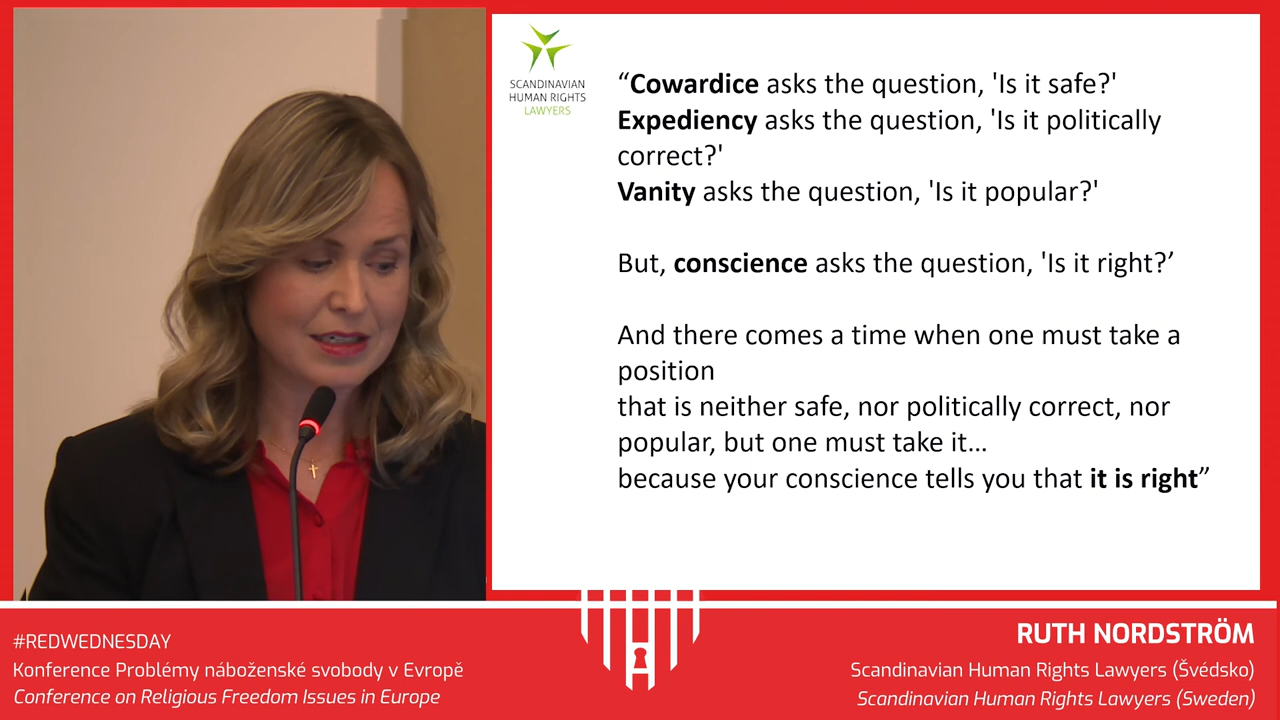 SCANDINAVIAN
HUMAN RIGHTS
LAWYERS
“Cowardice asks the question, 'Is it safe?'
Expediency asks the question, 'Is it politically
correct?'
Vanity asks the question, 'Is it popular?'
But, conscience asks the question, 'Is it right?’
And there comes a time when one must take a
position
that is neither safe, nor politically correct, nor
popular, but one must take it…
because your conscience tells you that it is right”
#REDWEDNESDAY
Konference Problémy náboženské svobody v Evropě
Conference on Religious Freedom Issues in Europe
RUTH NORDSTRÖM
Scandinavian Human Rights Lawyers (Švédsko)
Scandinavian Human Rights Lawyers (Sweden)